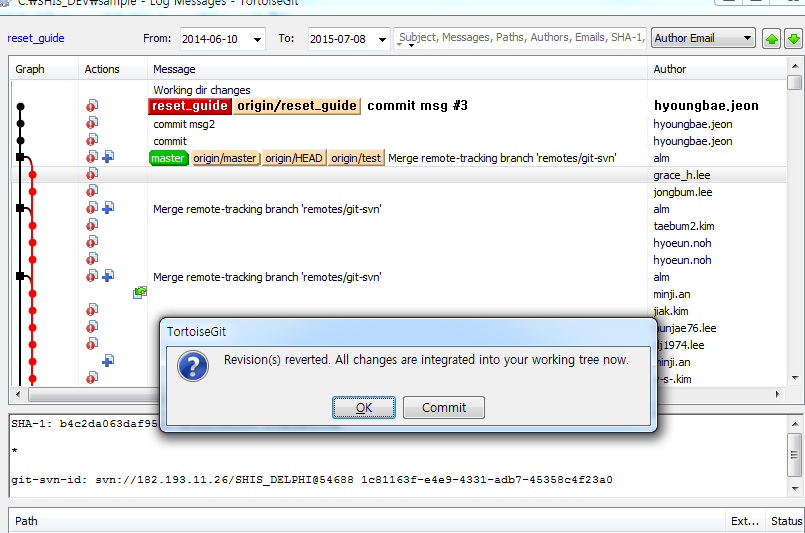 C:₩SHIS_DEV₩sample - Log Messages - TortoiseGit
reset_guide From: 2014-06-10 To: 2015-07-08 Subject, Messages, Paths, Authors, Emails, SHA-1, Author Email
Graph Actions Message Author
Working dir changes
reset_guide origin/reset_guide commit msg #3 hyoungbae.jeon
commit msg2 hyoungbae.jeon
commit hyoungbae.jeon
master origin/master origin/HEAD origin/test Merge remote-tracking branch 'remotes/git-svn' alm
grace_h.lee
jongbum.lee
Merge remote-tracking branch 'remotes/git-svn' alm
taebum2.kim
hyoeun.noh
hyoeun.noh
Merge remote-tracking branch 'remotes/git-svn' alm
minji.an
jiak.kim
TortoiseGit
Revision(s) reverted. All changes are integrated into your working tree now.
OK Commit
unjae76.lee
j1974.lee
minji.an
-s-.kim
SHA-1: b4c2da063daf95
*
git-svn-id: svn://182.193.11.26/SHIS_DELPHI@54688 1c81163f-e4e9-4331-adb7-45358c4f23a0
Path Ext... Status